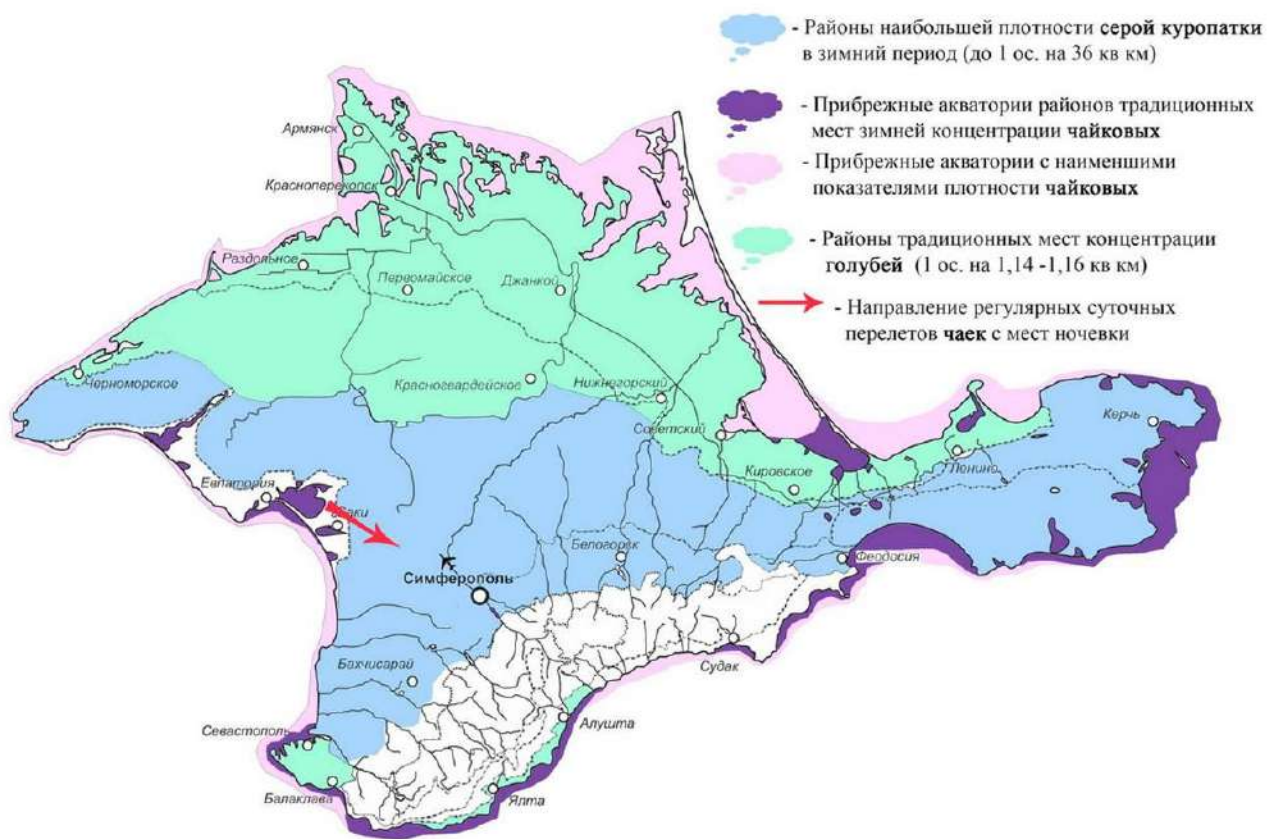 - Районы наибольшей плотности серой куропатки
в зимний период (до 1 ос. на 36 кв км)
- Прибрежные акватории районов традиционных
мест зимней концентрации чайковых
- Прибрежные акватории с наименшими
показателями плотности чайковых
- Районы традиционных мест концентрации
голубей (1 ос. на 1,14 -1,16 кв км)
- Направление регулярных суточных
перелетов чаек с мест ночевки
Армянск
Красноперекопск
Раздольное
Первомайское
Джанкой
Черноморское
Красногвардейское
Нижнегорский
Советский
Кировское
Ленино
Керчь
Евпатория
Саки
Белогорск
Феодосия
Симферополь
Бахчисарай
Судак
Севастополь
Алушта
Балаклава
Ялта